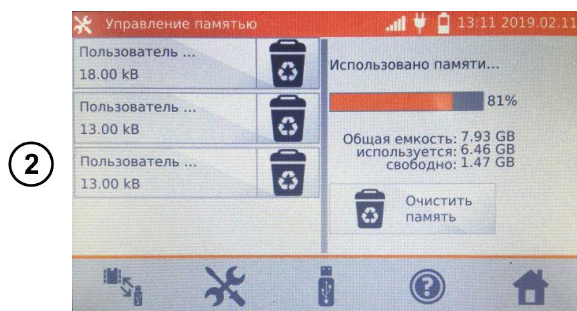 Управление памятью
13:11 2019.02.11
Пользователь ...
18.00 kB
Пользователь ...
13.00 kB
Пользователь ...
13.00 kB
2
Использовано памяти...
81%
Общая емкость: 7.93 GB
используется: 6.46 GB
свободно: 1.47 GB
Очистить
память